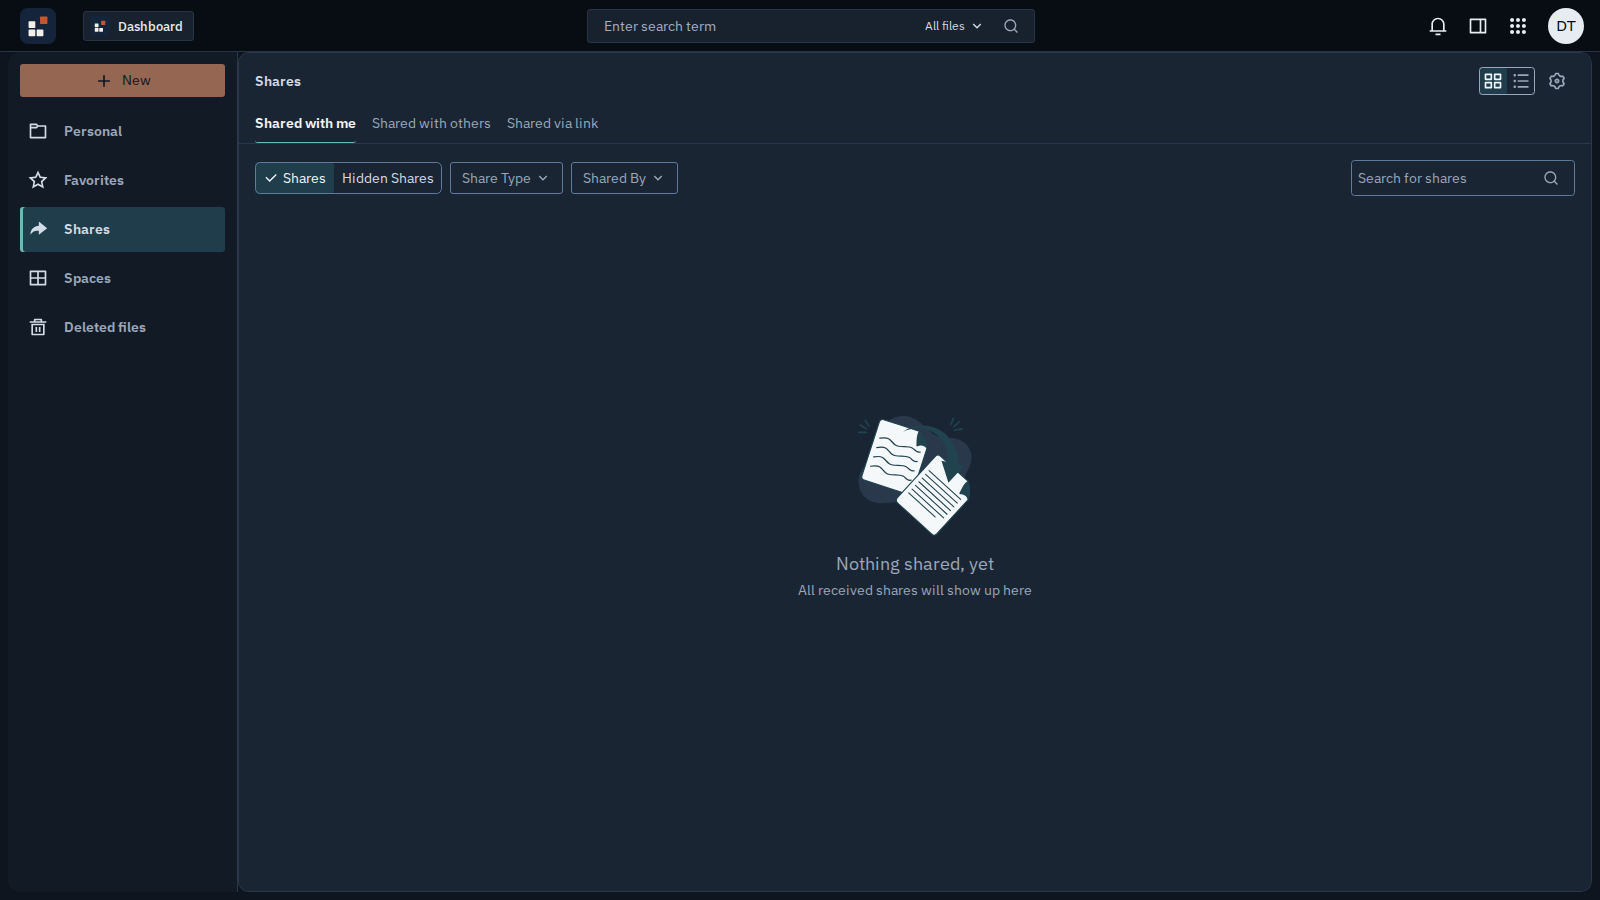 Dashboard
Enter search term
All files
DT
New
Personal
Favorites
Shares
Spaces
Deleted files
Shares
Shared with me
Shared with others
Shared via link
Shares
Hidden Shares
Share Type
Shared By
Search for shares
Nothing shared, yet
All received shares will show up here